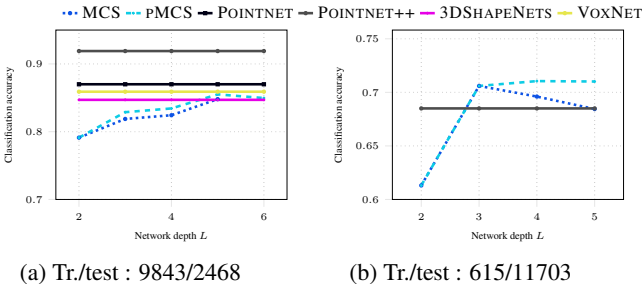 MCS PMCS POINTNET POINTNET++ 3DSHAPENETS VOXNET
Classification accuracy
0.9
0.8
0.7
2 4 6
Network depth L
(a) Tr./test : 9843/2468
Classification accuracy
0.75
0.7
0.65
0.6
2 3 4 5
Network depth L
(b) Tr./test : 615/11703